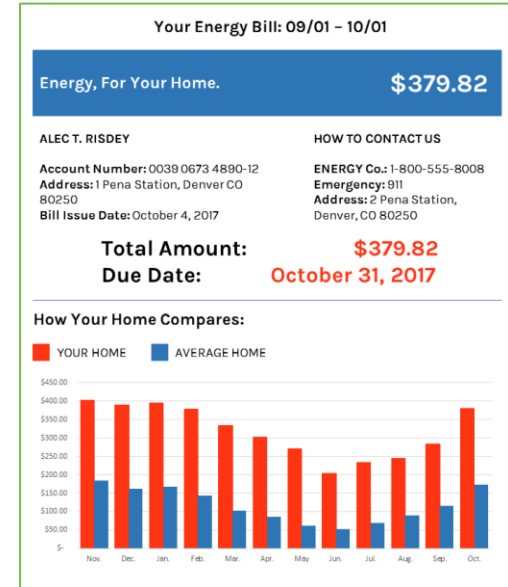 Your Energy Bill: 09/01 – 10/01
Energy, For Your Home.
$379.82
ALEC T. RISDEY
Account Number: 0039 0673 4890-12
Address: 1 Pena Station, Denver CO
80250
Bill Issue Date: October 4, 2017
HOW TO CONTACT US
ENERGY Co.: 1-800-555-8008
Emergency: 911
Address: 2 Pena Station,
Denver, CO 80250
Total Amount: $379.82
Due Date: October 31, 2017
How Your Home Compares:
YOUR HOME AVERAGE HOME
$450.00
$400.00
$350.00
$300.00
$250.00
$200.00
$150.00
$100.00
$50.00
$-
Nov. Dec. Jan. Feb. Mar. Apr. May Jun. Jul. Aug. Sep. Oct.